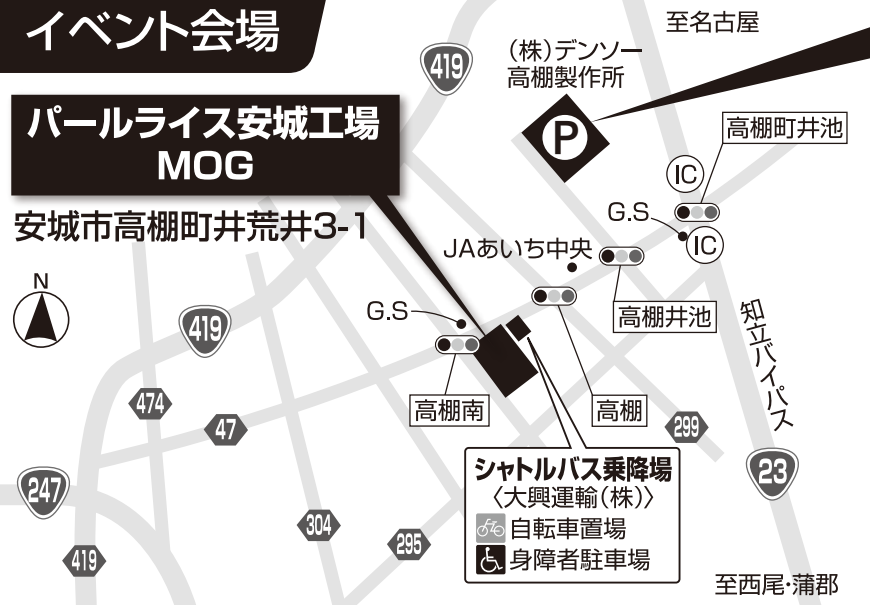 イベント会場
至名古屋
419
(株)デンソー
高棚製作所
P
パールライス安城工場
MOG
安城市高棚町井荒井3-1
高棚町井池
IC
G.S
IC
JAあいち中央
高棚井池
N
G.S
419
知立バイパス
高棚南
高棚
474
47
299
シャトルバス乗降場
〈大興運輸(株)〉
自転車置場
身障者駐車場
23
247
304
295
419
至西尾・蒲郡